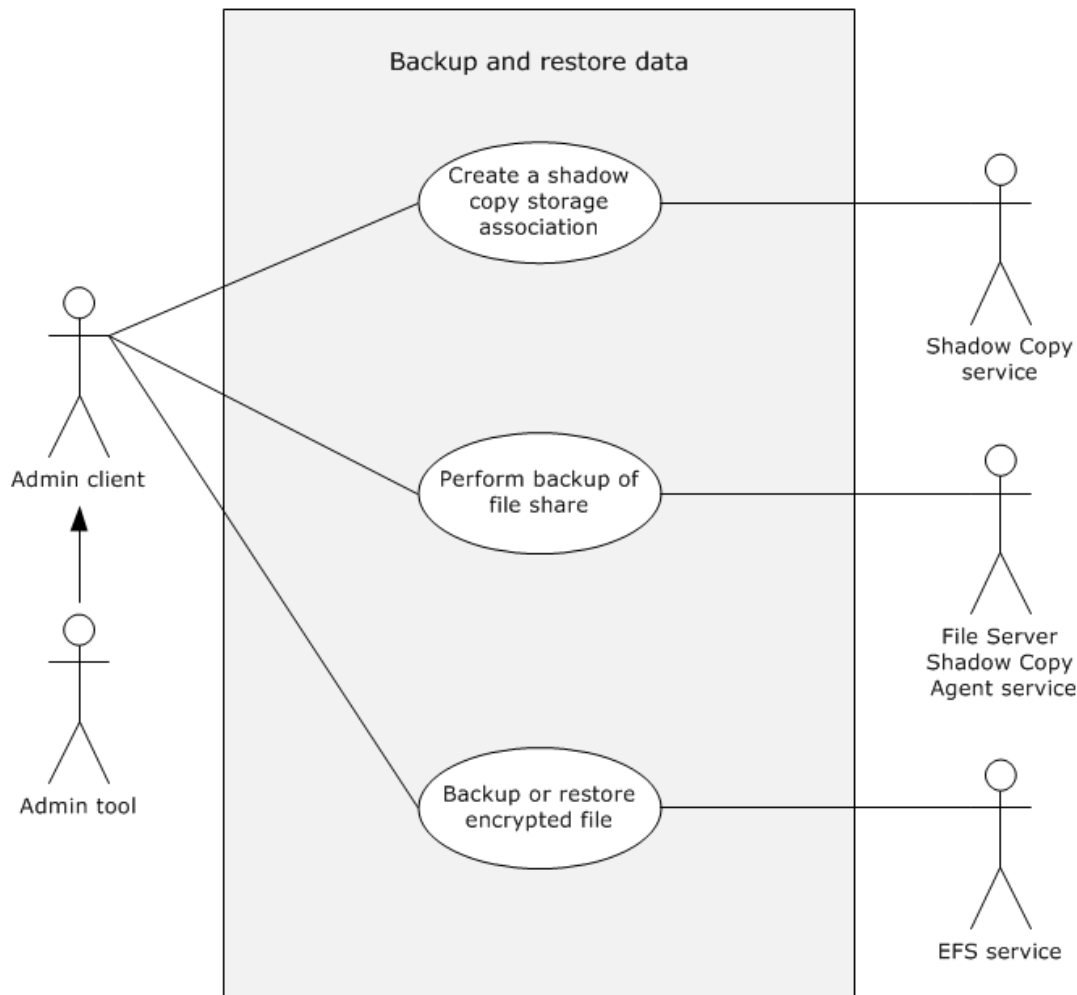 Backup and restore data
Create a shadow
copy storage
association
Shadow Copy
service
Admin client
Perform backup of
file share
File Server
Shadow Copy
Agent service
Admin tool
Backup or restore
encrypted file
EFS service